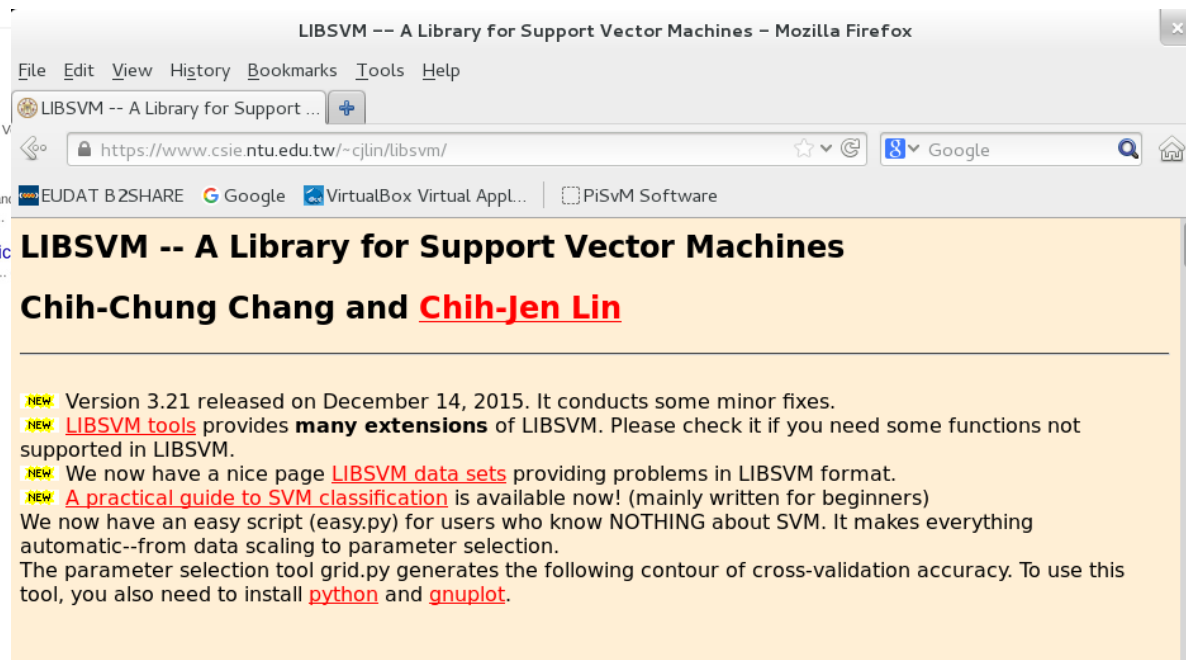 LIBSVM -- A Library for Support Vector Machines – Mozilla Firefox
File Edit View History Bookmarks Tools Help
LIBSVM -- A Library for Support ...
https://www.csie.ntu.edu.tw/~cjlin/libsvm/ 8 Google
EUDAT B2SHARE G Google VirtualBox Virtual Appl... PiSvM Software
LIBSVM -- A Library for Support Vector Machines
Chih-Chung Chang and Chih-Jen Lin
NEW Version 3.21 released on December 14, 2015. It conducts some minor fixes.
NEW LIBSVM tools provides many extensions of LIBSVM. Please check it if you need some functions not
supported in LIBSVM.
NEW We now have a nice page LIBSVM data sets providing problems in LIBSVM format.
NEW A practical guide to SVM classification is available now! (mainly written for beginners)
We now have an easy script (easy.py) for users who know NOTHING about SVM. It makes everything
automatic--from data scaling to parameter selection.
The parameter selection tool grid.py generates the following contour of cross-validation accuracy. To use this
tool, you also need to install python and gnuplot.